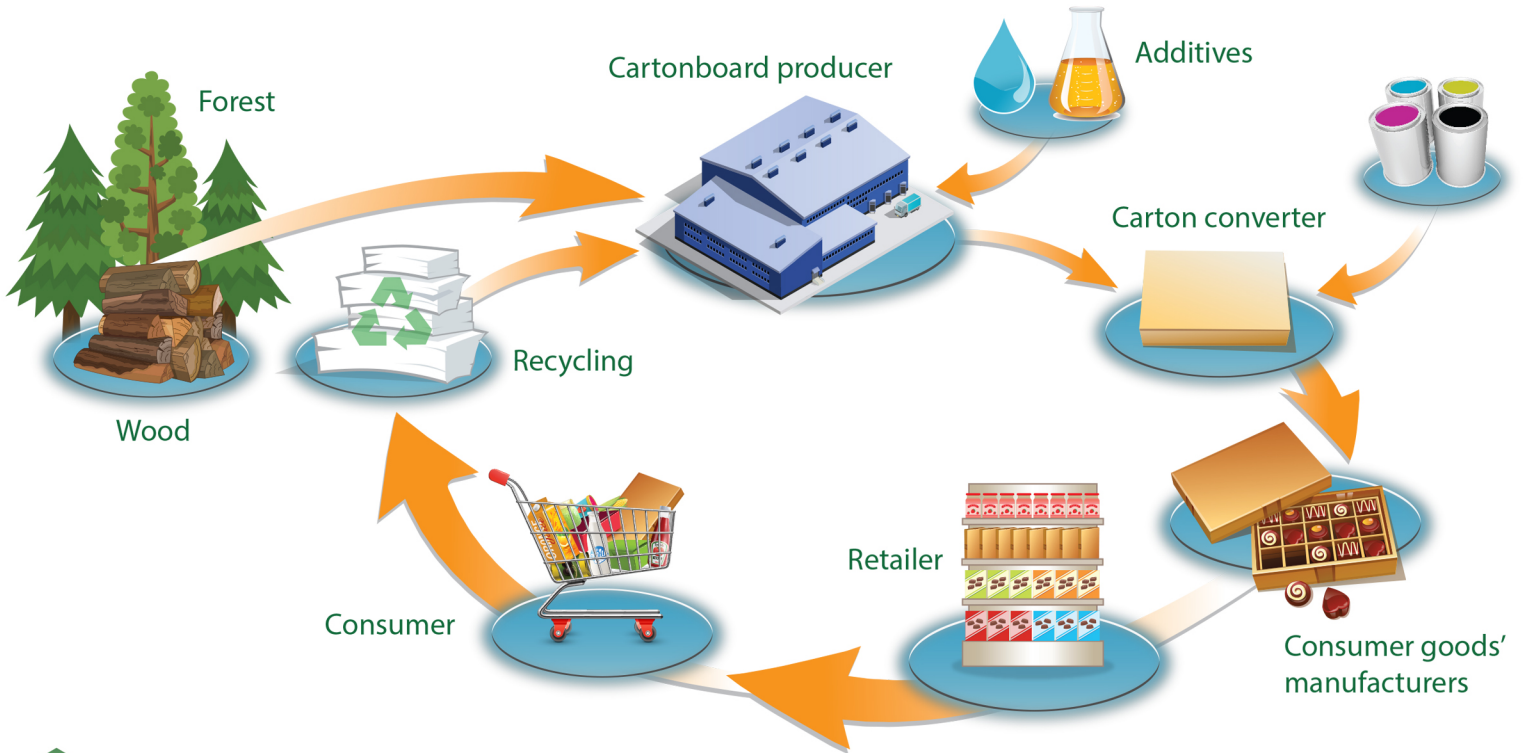 Cartonboard producer
Additives
Forest
Carton converter
Recycling
Wood
Retailer
Consumer
Consumer goods’
manufacturers